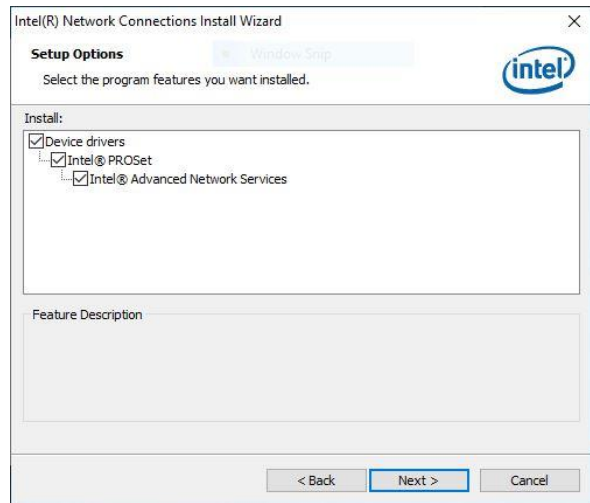 Intel(R) Network Connections Install Wizard
Setup Options
Window Snip
Select the program features you want installed.
intel
Install:
Device drivers
Intel® PROSet
Intel® Advanced Network Services
Feature Description
< Back
Next >
Cancel